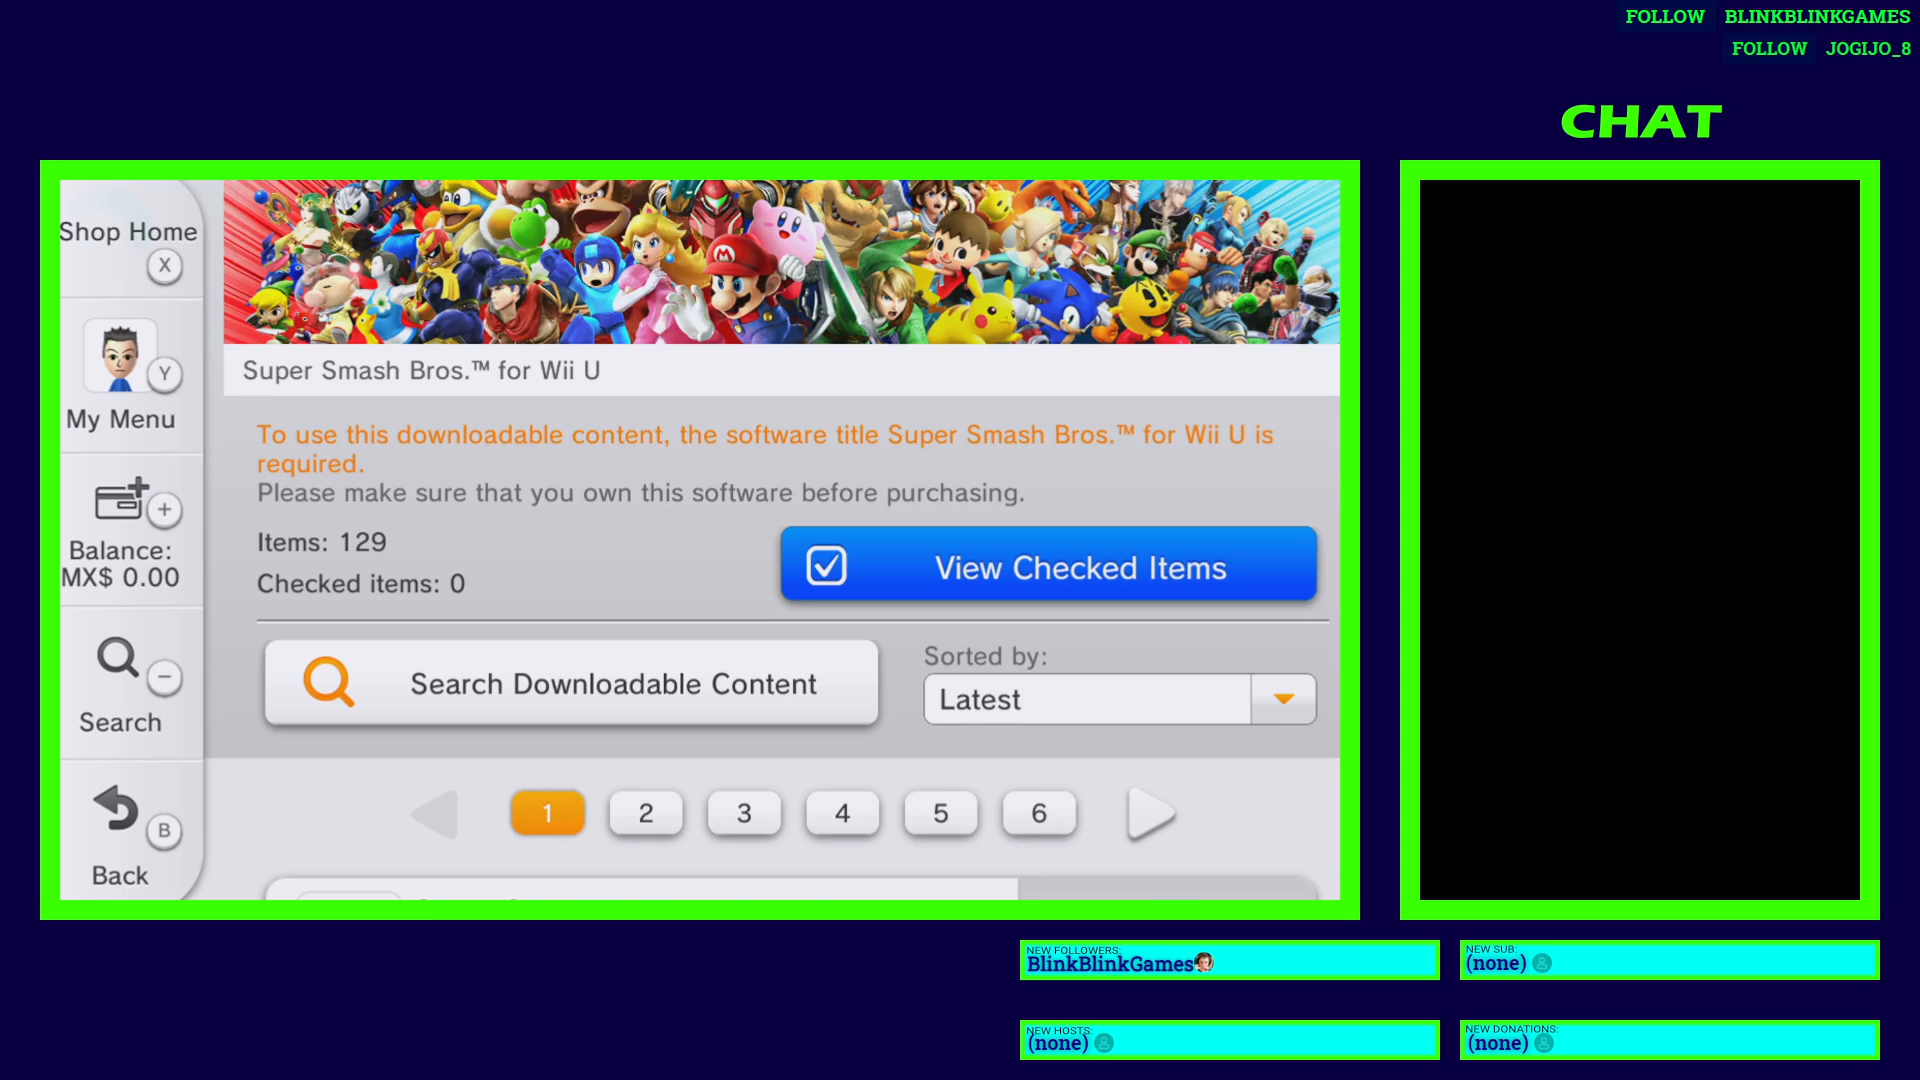 FOLLOW BLINKBLINKGAMES
FOLLOW JOGIJO_8
CHAT
Shop Home
X
Y
My Menu
+
Balance:
MX$ 0.00
−
Search
B
Back
Super Smash Bros.™ for Wii U
To use this downloadable content, the software title Super Smash Bros.™ for Wii U is
required.
Please make sure that you own this software before purchasing.
Items: 129
Checked items: 0
View Checked Items
Search Downloadable Content
Sorted by:
Latest
1 2 3 4 5 6
NEW FOLLOWERS:
BlinkBlinkGames
NEW SUB:
(none)
NEW HOSTS:
(none)
NEW DONATIONS:
(none)